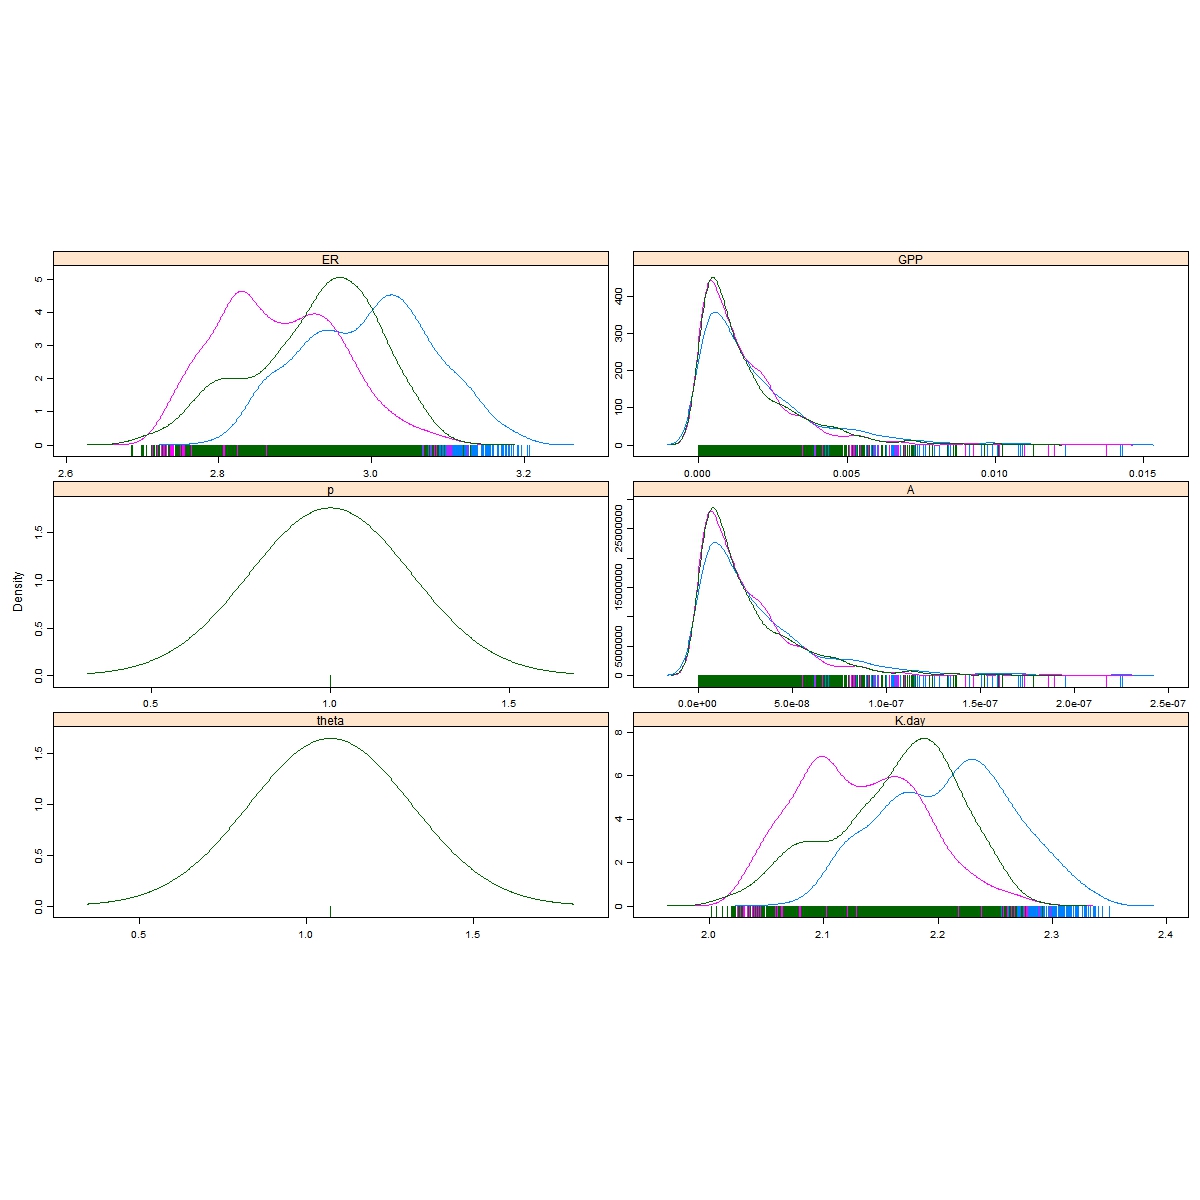 ER
0 1 2 3 4 5
2.6 2.8 3.0 3.2
GPP
0 100 200 300 400
0.000 0.005 0.010 0.015
p
0.0 0.5 1.0 1.5
0.5 1.0 1.5
A
0 5000000 15000000 25000000
0.0e+00 5.0e-08 1.0e-07 1.5e-07 2.0e-07 2.5e-07
Density
theta
0.0 0.5 1.0 1.5
0.5 1.0 1.5
K.day
0 2 4 6 8
2.0 2.1 2.2 2.3 2.4